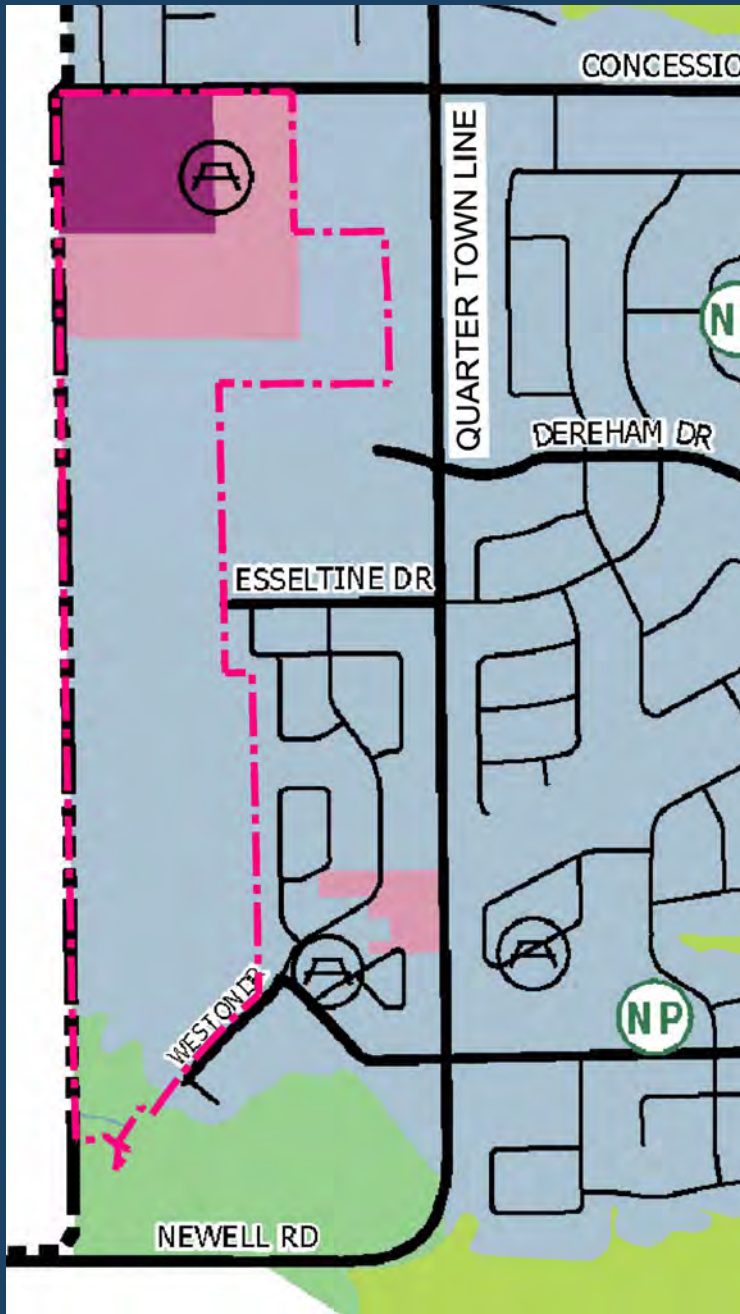 CONCESSIO
QUARTER TOWN LINE
N
DEREHAM DR
ESSELTINE DR
WESTON DR
NP
NEWELL RD